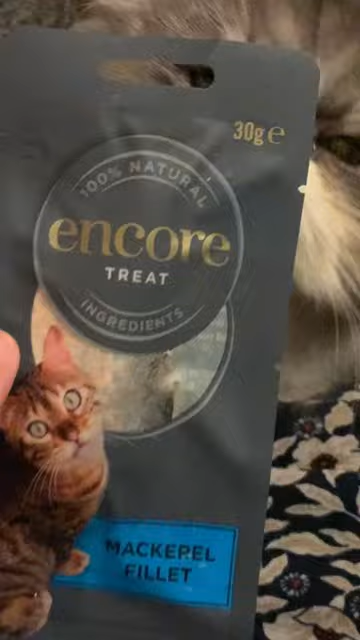 30g e
100% NATURAL
encore
TREAT
INGREDIENTS
MACKEREL
FILLET